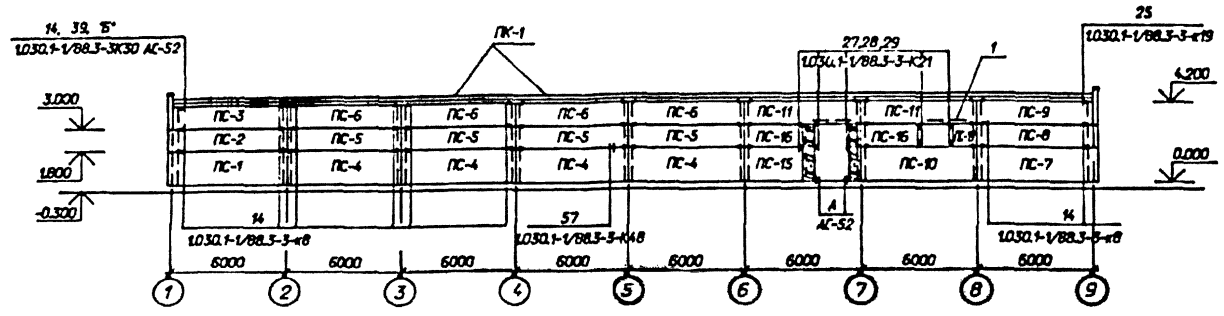 14, 39, "Б"
1.030.1-1/88.3-3К30 АС-52
ПК-1
27,28,29
1.030.1-1/88.3-3-К21
1
25
1.030.1-1/88.3-3-к19
3.000
1.800
-0.300
4.200
0.000
ПС-3 ПС-6 ПС-6 ПС-6 ПС-6 ПС-11 ПС-11 ПС-9
ПС-2 ПС-5 ПС-5 ПС-5 ПС-5 ПС-16 ПС-16 ПС-8
ПС-1 ПС-4 ПС-4 ПС-4 ПС-4 ПС-15 ПС-10 ПС-7
14
1.030.1-1/88.3-3-к8
57
1.030.1-1/88.3-3-К48
А
АС-52
14
1.030.1-1/88.3-3-к8
6000 6000 6000 6000 6000 6000 6000 6000
1 2 3 4 5 6 7 8 9